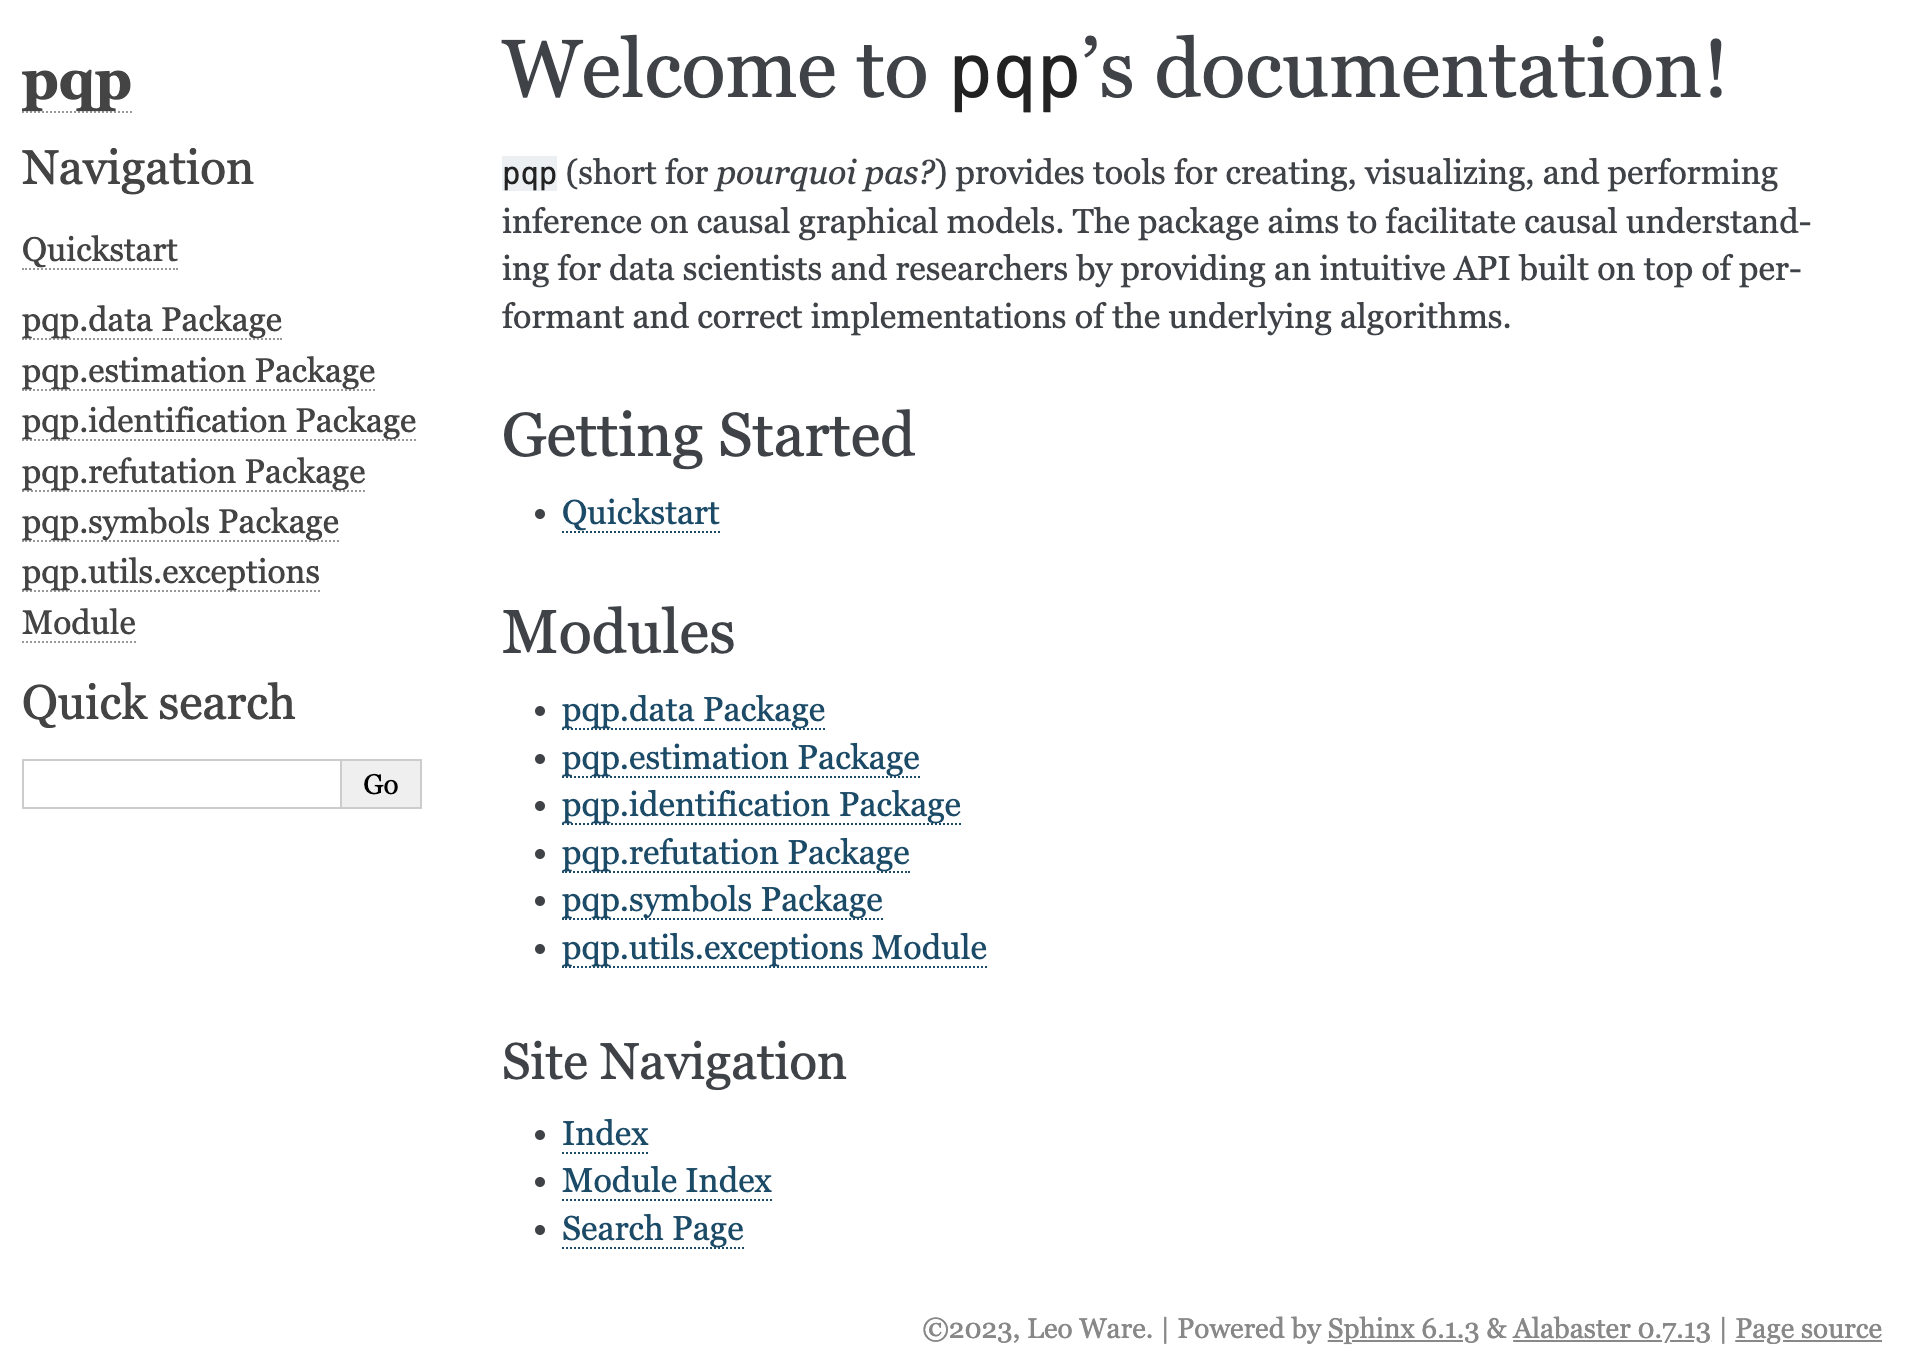 pqp
Navigation
Quickstart
pqp.data Package
pqp.estimation Package
pqp.identification Package
pqp.refutation Package
pqp.symbols Package
pqp.utils.exceptions
Module
Quick search
Go
Welcome to pqp’s documentation!
pqp (short for pourquoi pas?) provides tools for creating, visualizing, and performing
inference on causal graphical models. The package aims to facilitate causal understand-
ing for data scientists and researchers by providing an intuitive API built on top of per-
formant and correct implementations of the underlying algorithms.
Getting Started
• Quickstart
Modules
• pqp.data Package
• pqp.estimation Package
• pqp.identification Package
• pqp.refutation Package
• pqp.symbols Package
• pqp.utils.exceptions Module
Site Navigation
• Index
• Module Index
• Search Page
©2023, Leo Ware. | Powered by Sphinx 6.1.3 & Alabaster 0.7.13 | Page source